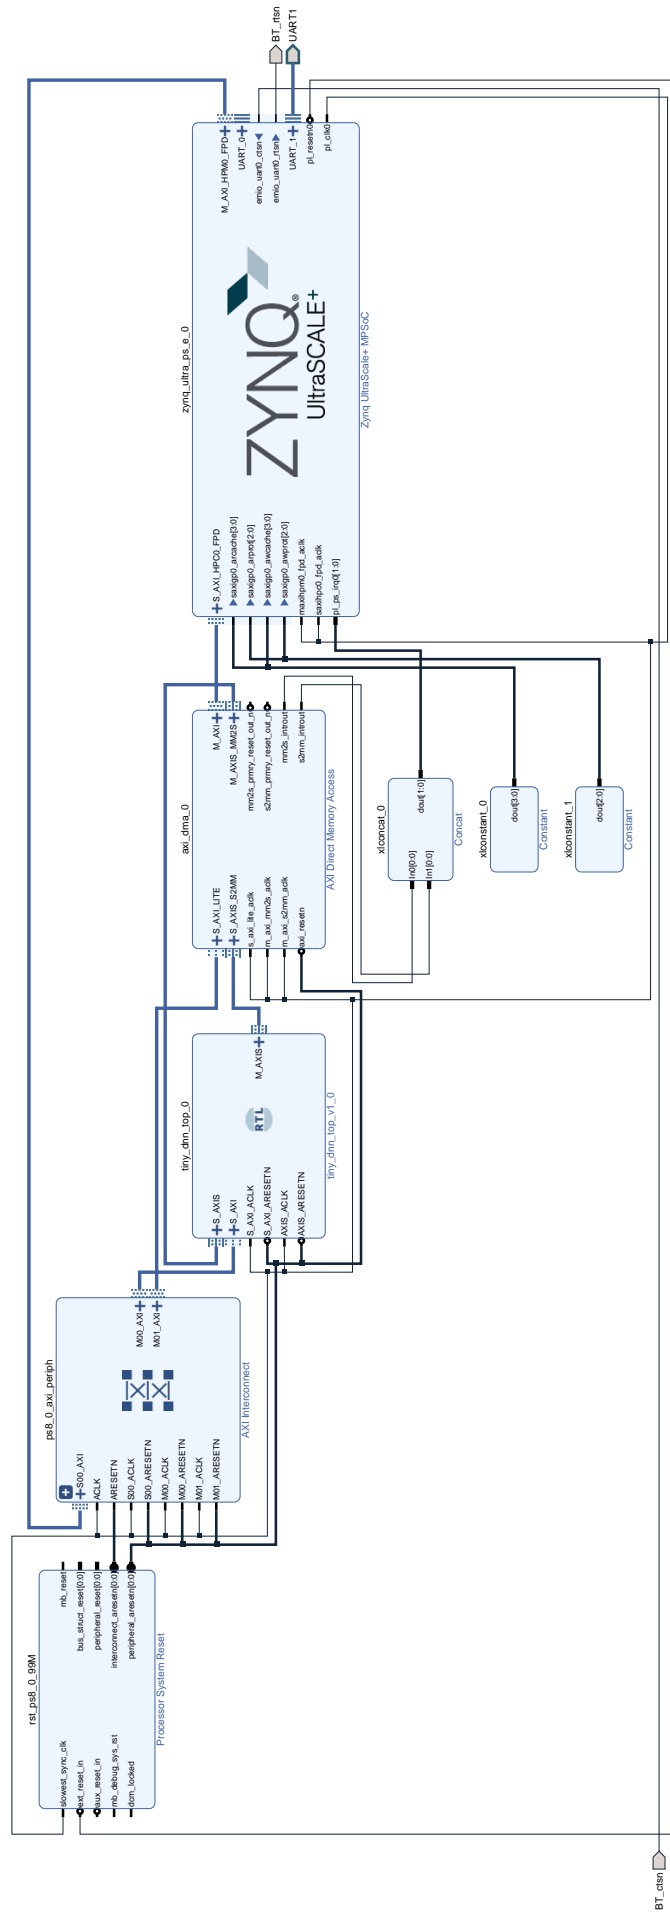 rst_ps8_0_99M
slowest_sync_clk
ext_reset_in
aux_reset_in
mb_debug_sys_rst
dcm_locked
mb_reset
bus_struct_reset[0:0]
peripheral_reset[0:0]
interconnect_aresetn[0:0]
peripheral_aresetn[0:0]
Processor System Reset
ps8_0_axi_periph
S00_AXI
ACLK
ARESETN
S00_ACLK
S00_ARESETN
M00_ACLK
M00_ARESETN
M01_ACLK
M01_ARESETN
M00_AXI
M01_AXI
AXI Interconnect
tiny_dnn_top_0
S_AXIS
S_AXI
S_AXI_ACLK
S_AXI_ARESETN
AXIS_ACLK
AXIS_ARESETN
RTL
M_AXIS
tiny_dnn_top_v1_0
axi_dma_0
S_AXI_LITE
S_AXIS_S2MM
s_axi_lite_aclk
m_axi_mm2s_aclk
m_axi_s2mm_aclk
axi_resetn
M_AXI
M_AXIS_MM2S
mm2s_prmry_reset_out_n
s2mm_prmry_reset_out_n
mm2s_introut
s2mm_introut
AXI Direct Memory Access
xlconcat_0
In0[0:0]
In1[0:0]
dout[1:0]
Concat
xlconstant_0
dout[3:0]
Constant
xlconstant_1
dout[2:0]
Constant
zynq_ultra_ps_e_0
S_AXI_HPC0_FPD
saxigp0_arcache[3:0]
saxigp0_arprot[2:0]
saxigp0_awcache[3:0]
saxigp0_awprot[2:0]
maxihpm0_fpd_aclk
saxihpc0_fpd_aclk
pl_ps_irq0[1:0]
ZYNQ®
UltraSCALE+
M_AXI_HPM0_FPD
UART_0
emio_uart0_ctsn
emio_uart0_rtsn
UART_1
pl_resetn0
pl_clk0
Zynq UltraScale+ MPSoC
BT_rtsn
UART1
BT_ctsn